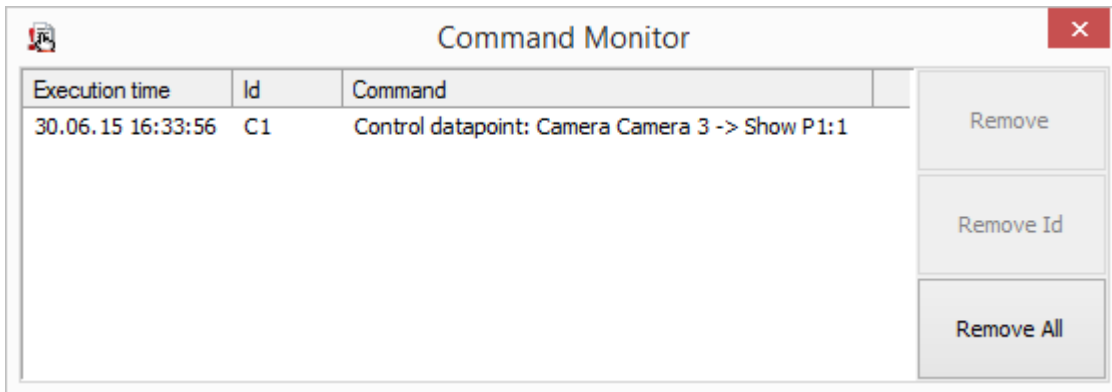 Command Monitor
Execution time Id Command
30.06.15 16:33:56 C1 Control datapoint: Camera Camera 3 -> Show P1:1
Remove
Remove Id
Remove All